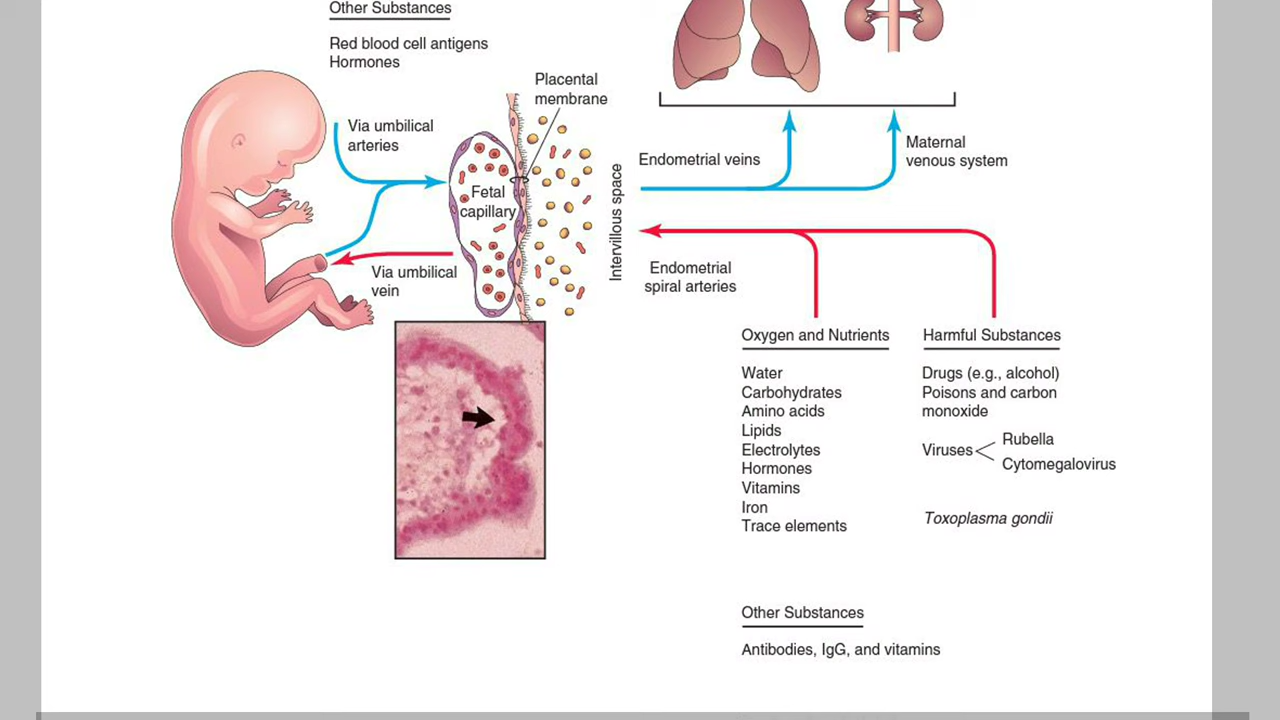 Other Substances
Red blood cell antigens
Hormones
Placental
membrane
Via umbilical
arteries
Fetal
capillary
Via umbilical
vein
Intervillous space
Endometrial veins
Maternal
venous system
Endometrial
spiral arteries
Oxygen and Nutrients
Water
Carbohydrates
Amino acids
Lipids
Electrolytes
Hormones
Vitamins
Iron
Trace elements
Harmful Substances
Drugs (e.g., alcohol)
Poisons and carbon
monoxide
Viruses
Rubella
Cytomegalovirus
Toxoplasma gondii
Other Substances
Antibodies, IgG, and vitamins